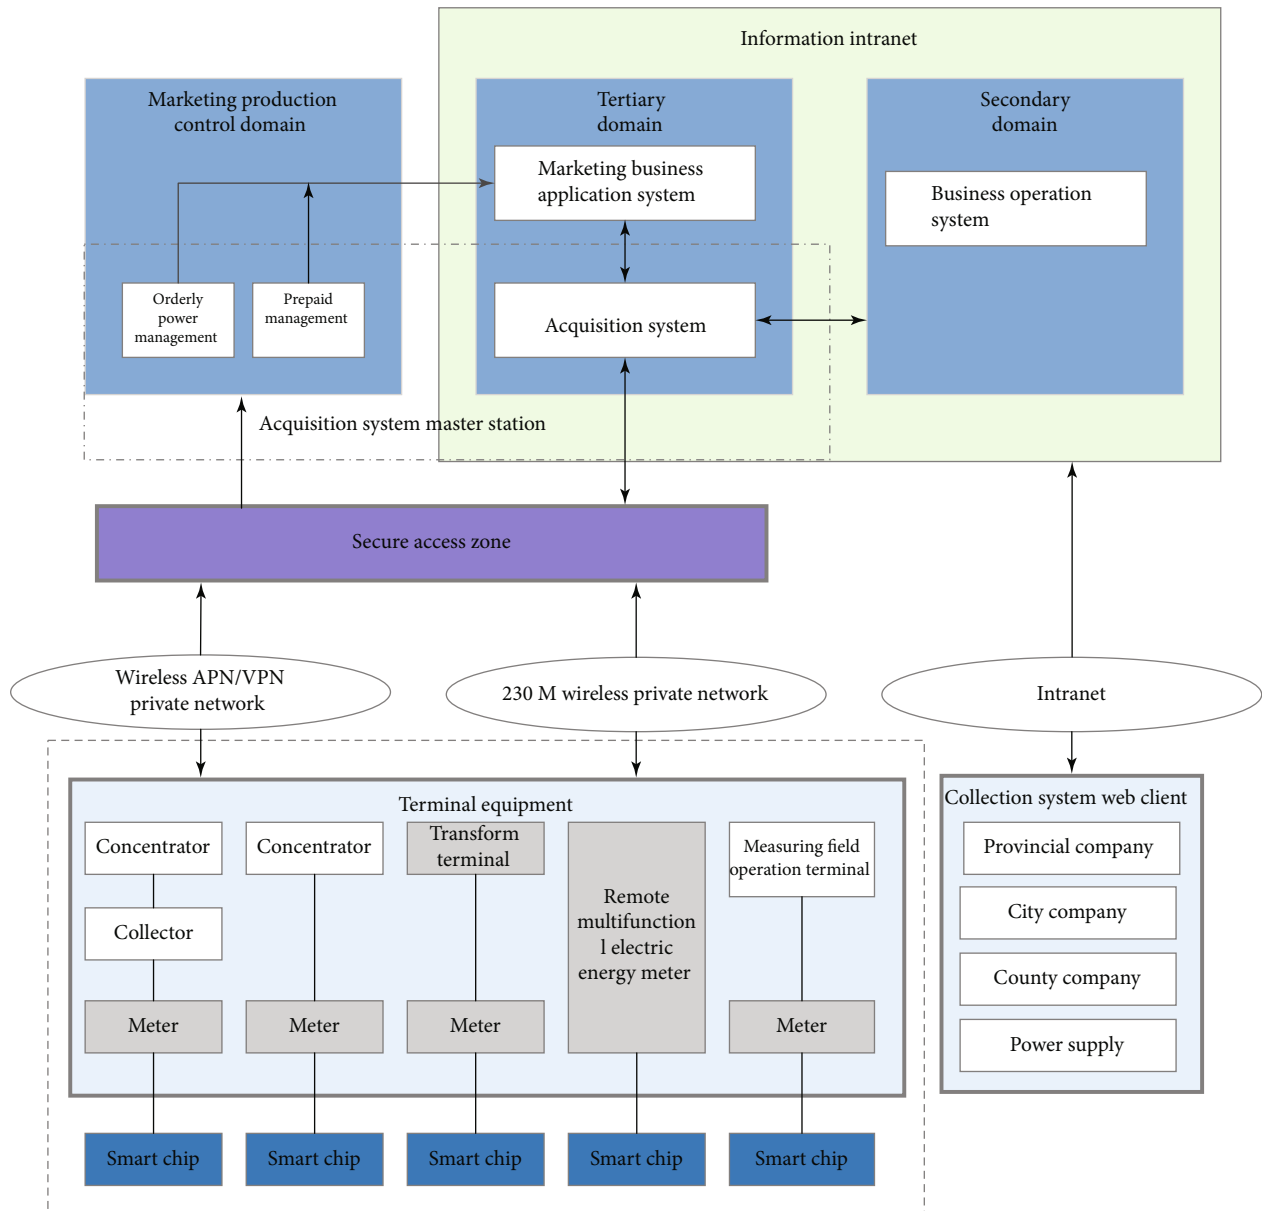 Information intranet
Marketing production
control domain
Tertiary
domain
Secondary
domain
Marketing business
application system
Business operation
system
Orderly
power
management
Prepaid
management
Acquisition system
Acquisition system master station
Secure access zone
Wireless APN/VPN
private network
230 M wireless private network
Intranet
Terminal equipment
Concentrator
Concentrator
Transform
terminal
Measuring field
operation terminal
Collector
Remote
multifunction
l electric
energy meter
Meter
Meter
Meter
Meter
Smart chip
Smart chip
Smart chip
Smart chip
Smart chip
Collection system web client
Provincial company
City company
County company
Power supply